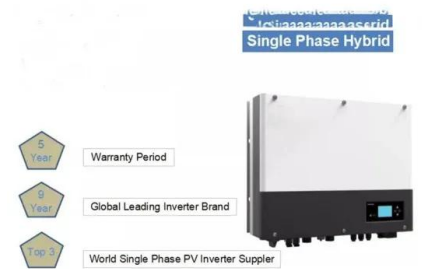 Single Phase Hybrid
5
Year
Warranty Period
9
Year
Global Leading Inverter Brand
Top 3
World Single Phase PV Inverter Suppler